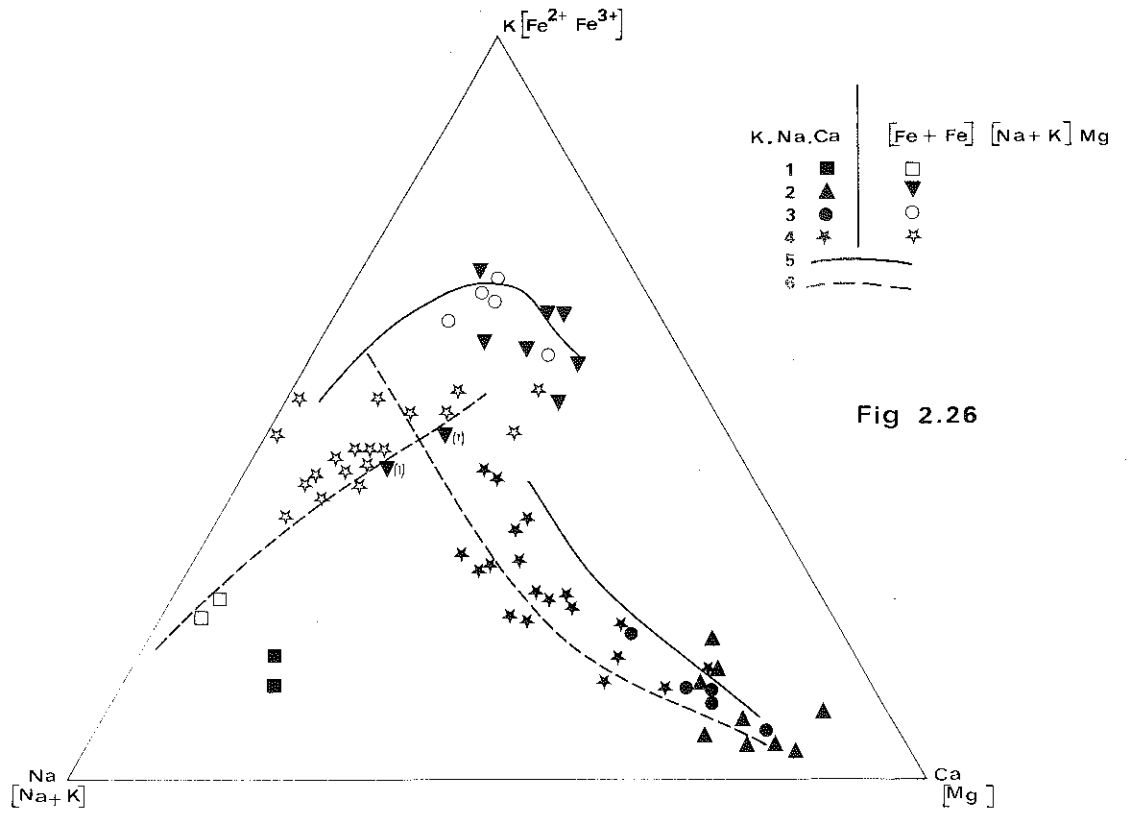 K [Fe2+ Fe3+]
K. Na. Ca [Fe + Fe] [Na + K] Mg
1
2
3
4
5
6
Fig 2.26
(1)
(1)
Na Ca
[Na + K] [Mg]